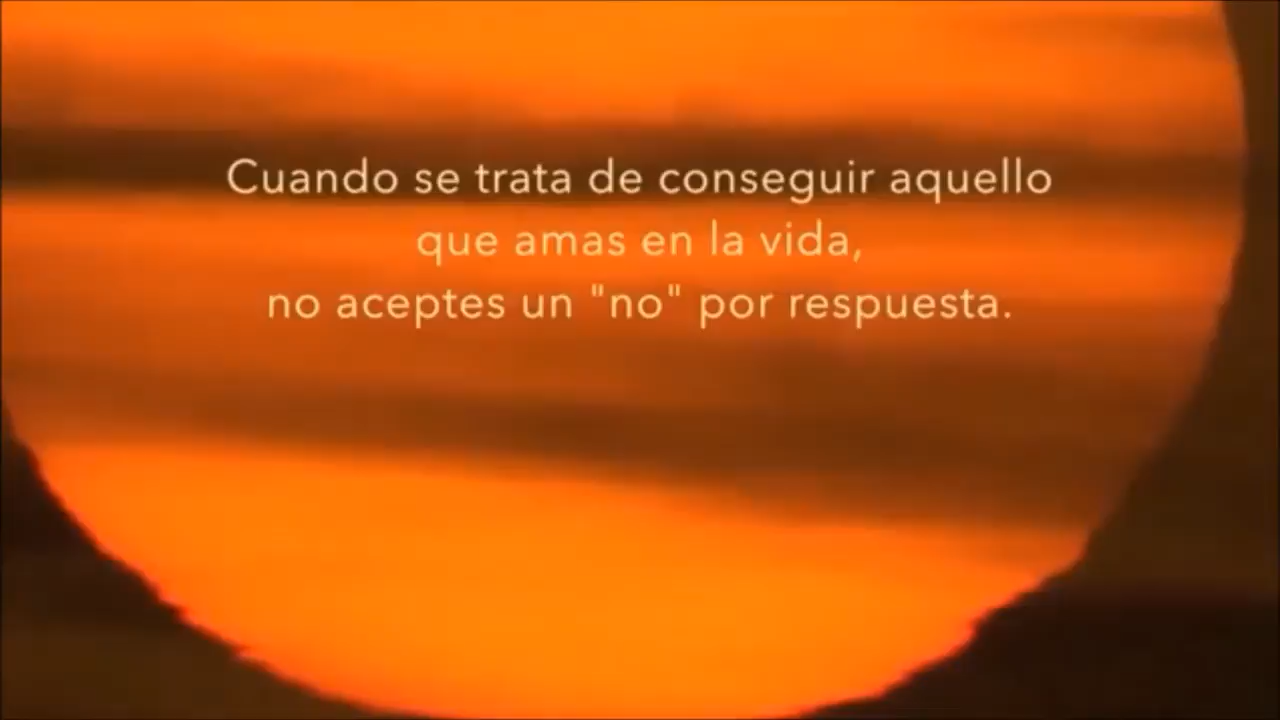 Cuando se trata de conseguir aquello
que amas en la vida,
no aceptes un "no" por respuesta.